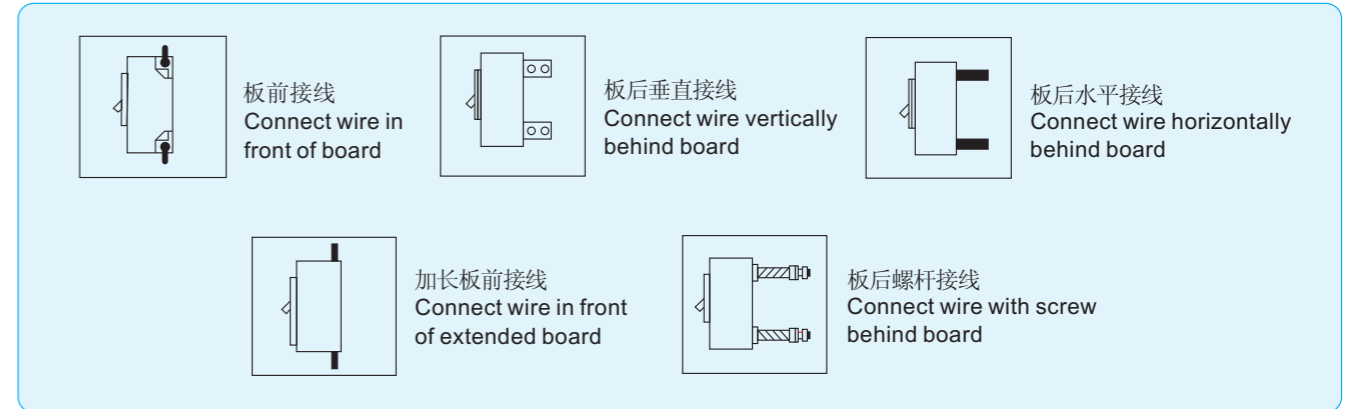 板前接线
Connect wire in
front of board
板后垂直接线
Connect wire vertically
behind board
板后水平接线
Connect wire horizontally
behind board
加长板前接线
Connect wire in front
of extended board
板后螺杆接线
Connect wire with screw
behind board